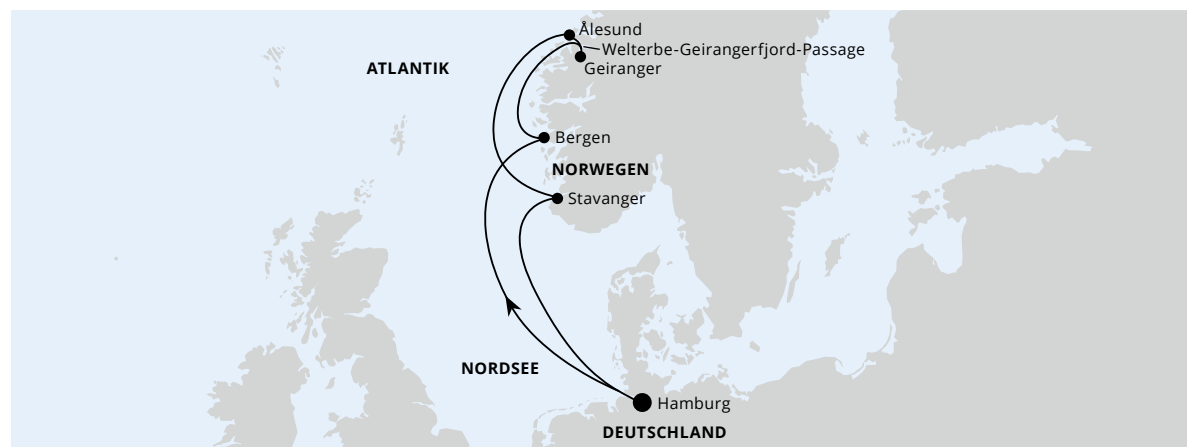 Ålesund
Welterbe-Geirangerfjord-Passage
Geiranger
ATLANTIK
Bergen
NORWEGEN
Stavanger
NORDSEE
Hamburg
DEUTSCHLAND